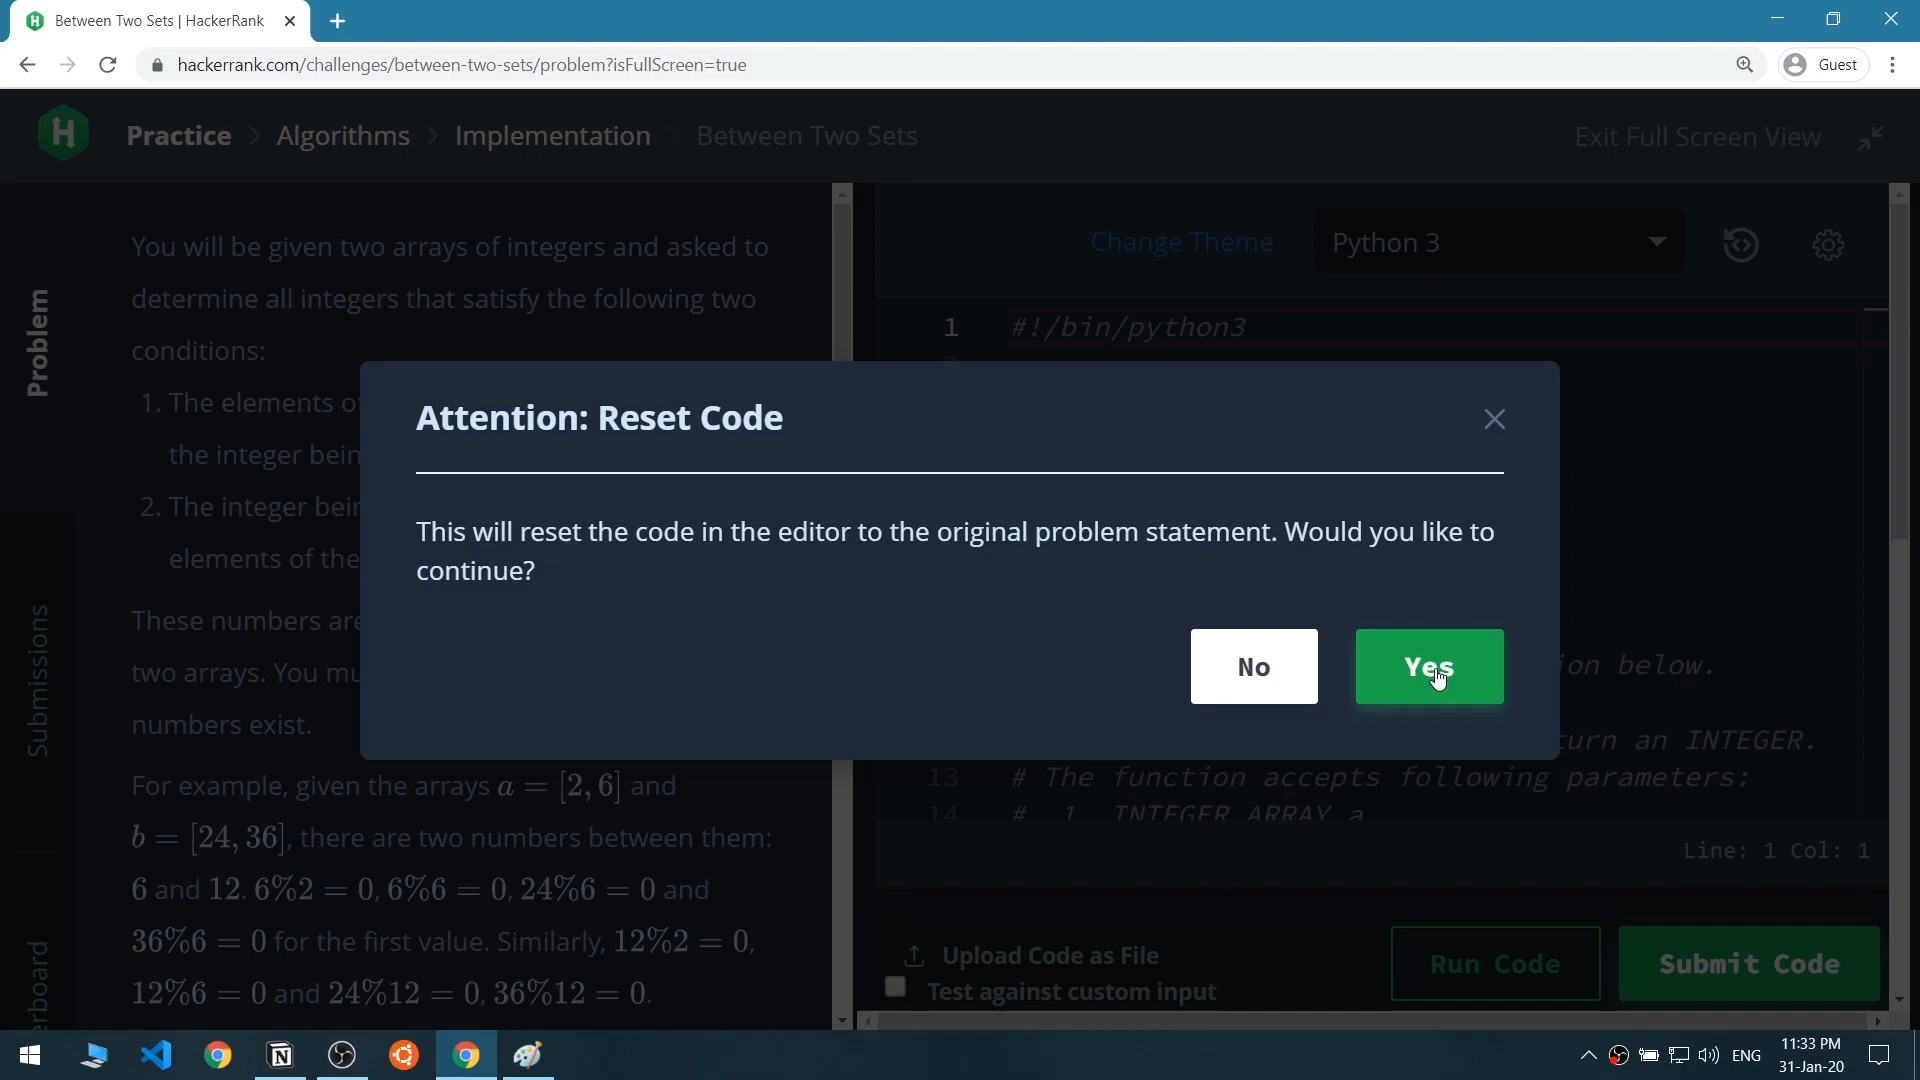 Between Two Sets | HackerRank
hackerrank.com/challenges/between-two-sets/problem?isFullScreen=true
Guest
Practice > Algorithms > Implementation > Between Two Sets
Exit Full Screen View
Problem
Submissions
erboard
You will be given two arrays of integers and asked to
determine all integers that satisfy the following two
conditions:
1. The elements of
the integer bein
2. The integer bein
elements of the
These numbers are
two arrays. You mu
numbers exist.
For example, given the arrays a = [2, 6] and
b = [24, 36], there are two numbers between them:
6 and 12. 6%2 = 0, 6%6 = 0, 24%6 = 0 and
36%6 = 0 for the first value. Similarly, 12%2 = 0,
12%6 = 0 and 24%12 = 0, 36%12 = 0.
Change Theme
Python 3
1 #!/bin/python3
ion below.
turn an INTEGER.
13 # The function accepts following parameters:
14 # 1. INTEGER_ARRAY a
Line: 1 Col: 1
Attention: Reset Code
This will reset the code in the editor to the original problem statement. Would you like to
continue?
No
Yes
Upload Code as File
Test against custom input
Run Code
Submit Code
ENG
11:33 PM
31-Jan-20